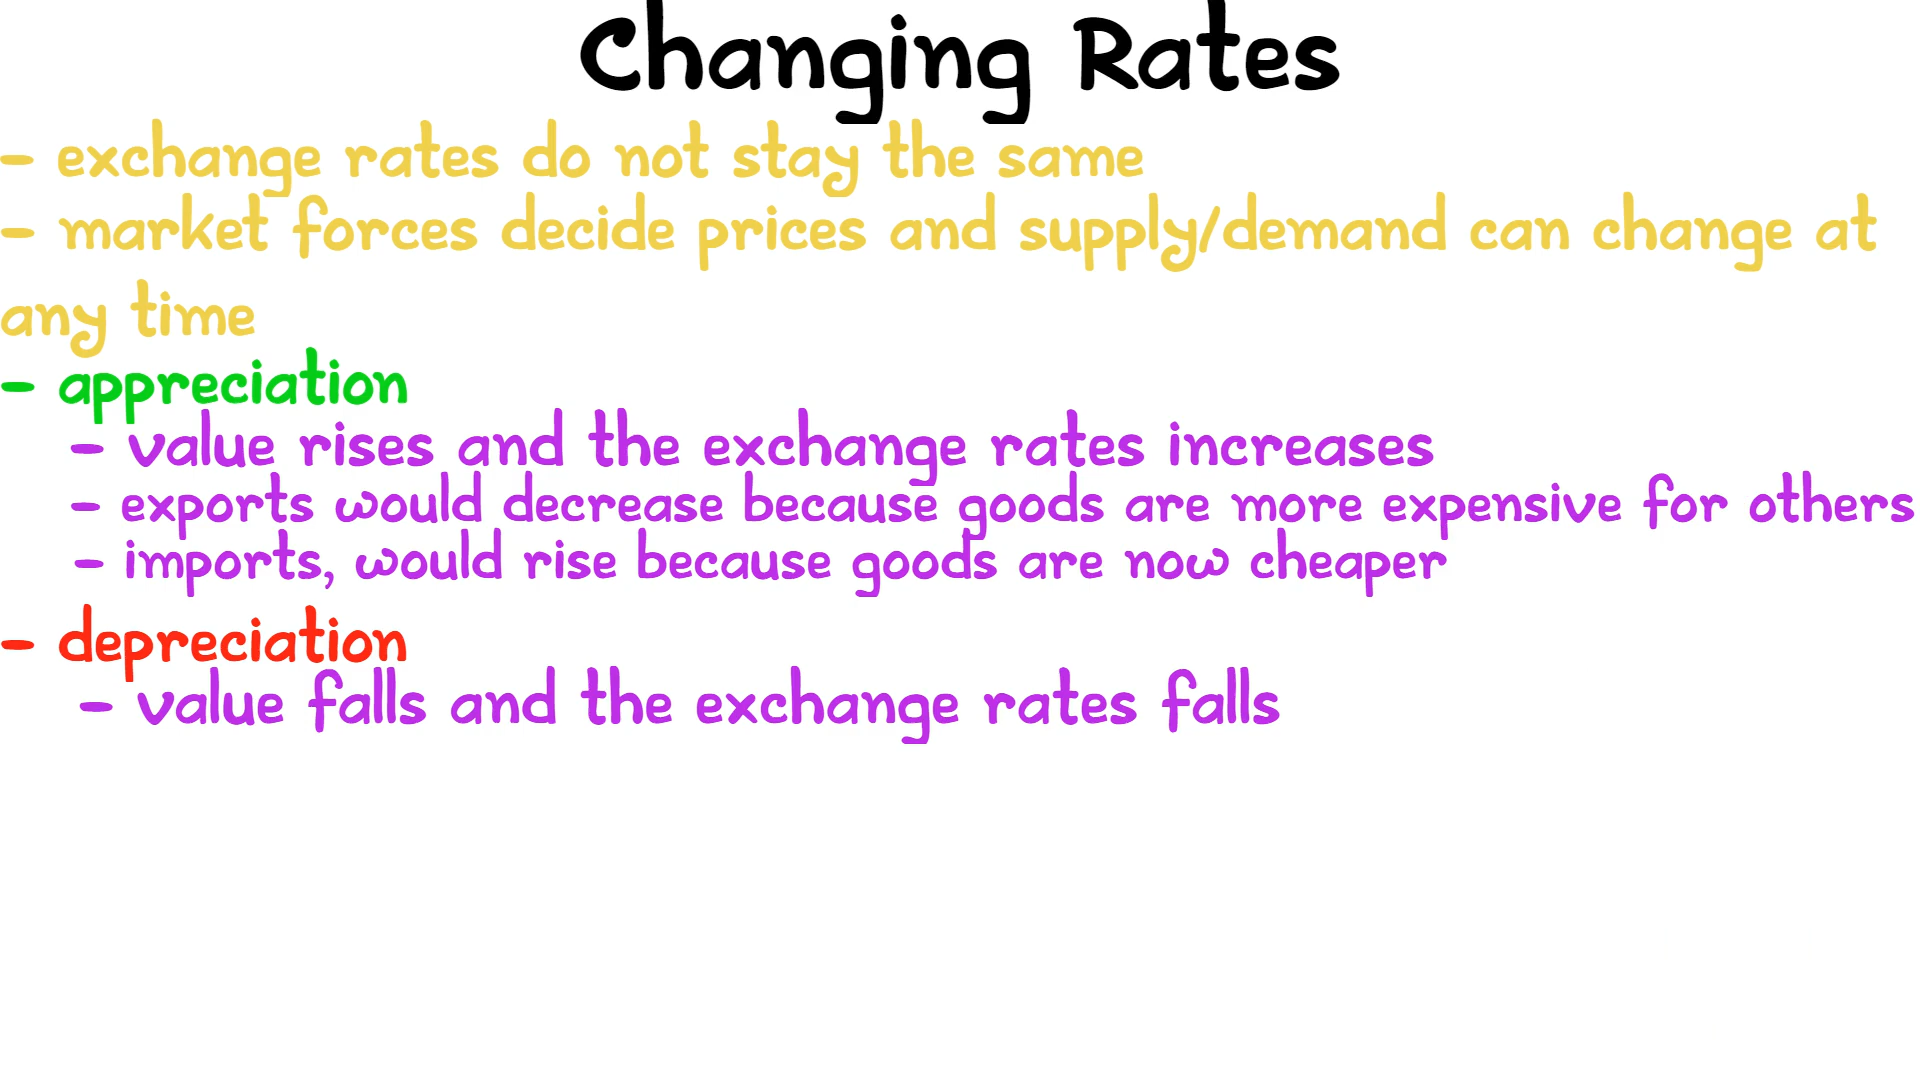 Changing Rates
- exchange rates do not stay the same
- market forces decide prices and supply/demand can change at
any time
- appreciation
- value rises and the exchange rates increases
- exports would decrease because goods are more expensive for others
- imports, would rise because goods are now cheaper
- depreciation
- value falls and the exchange rates falls